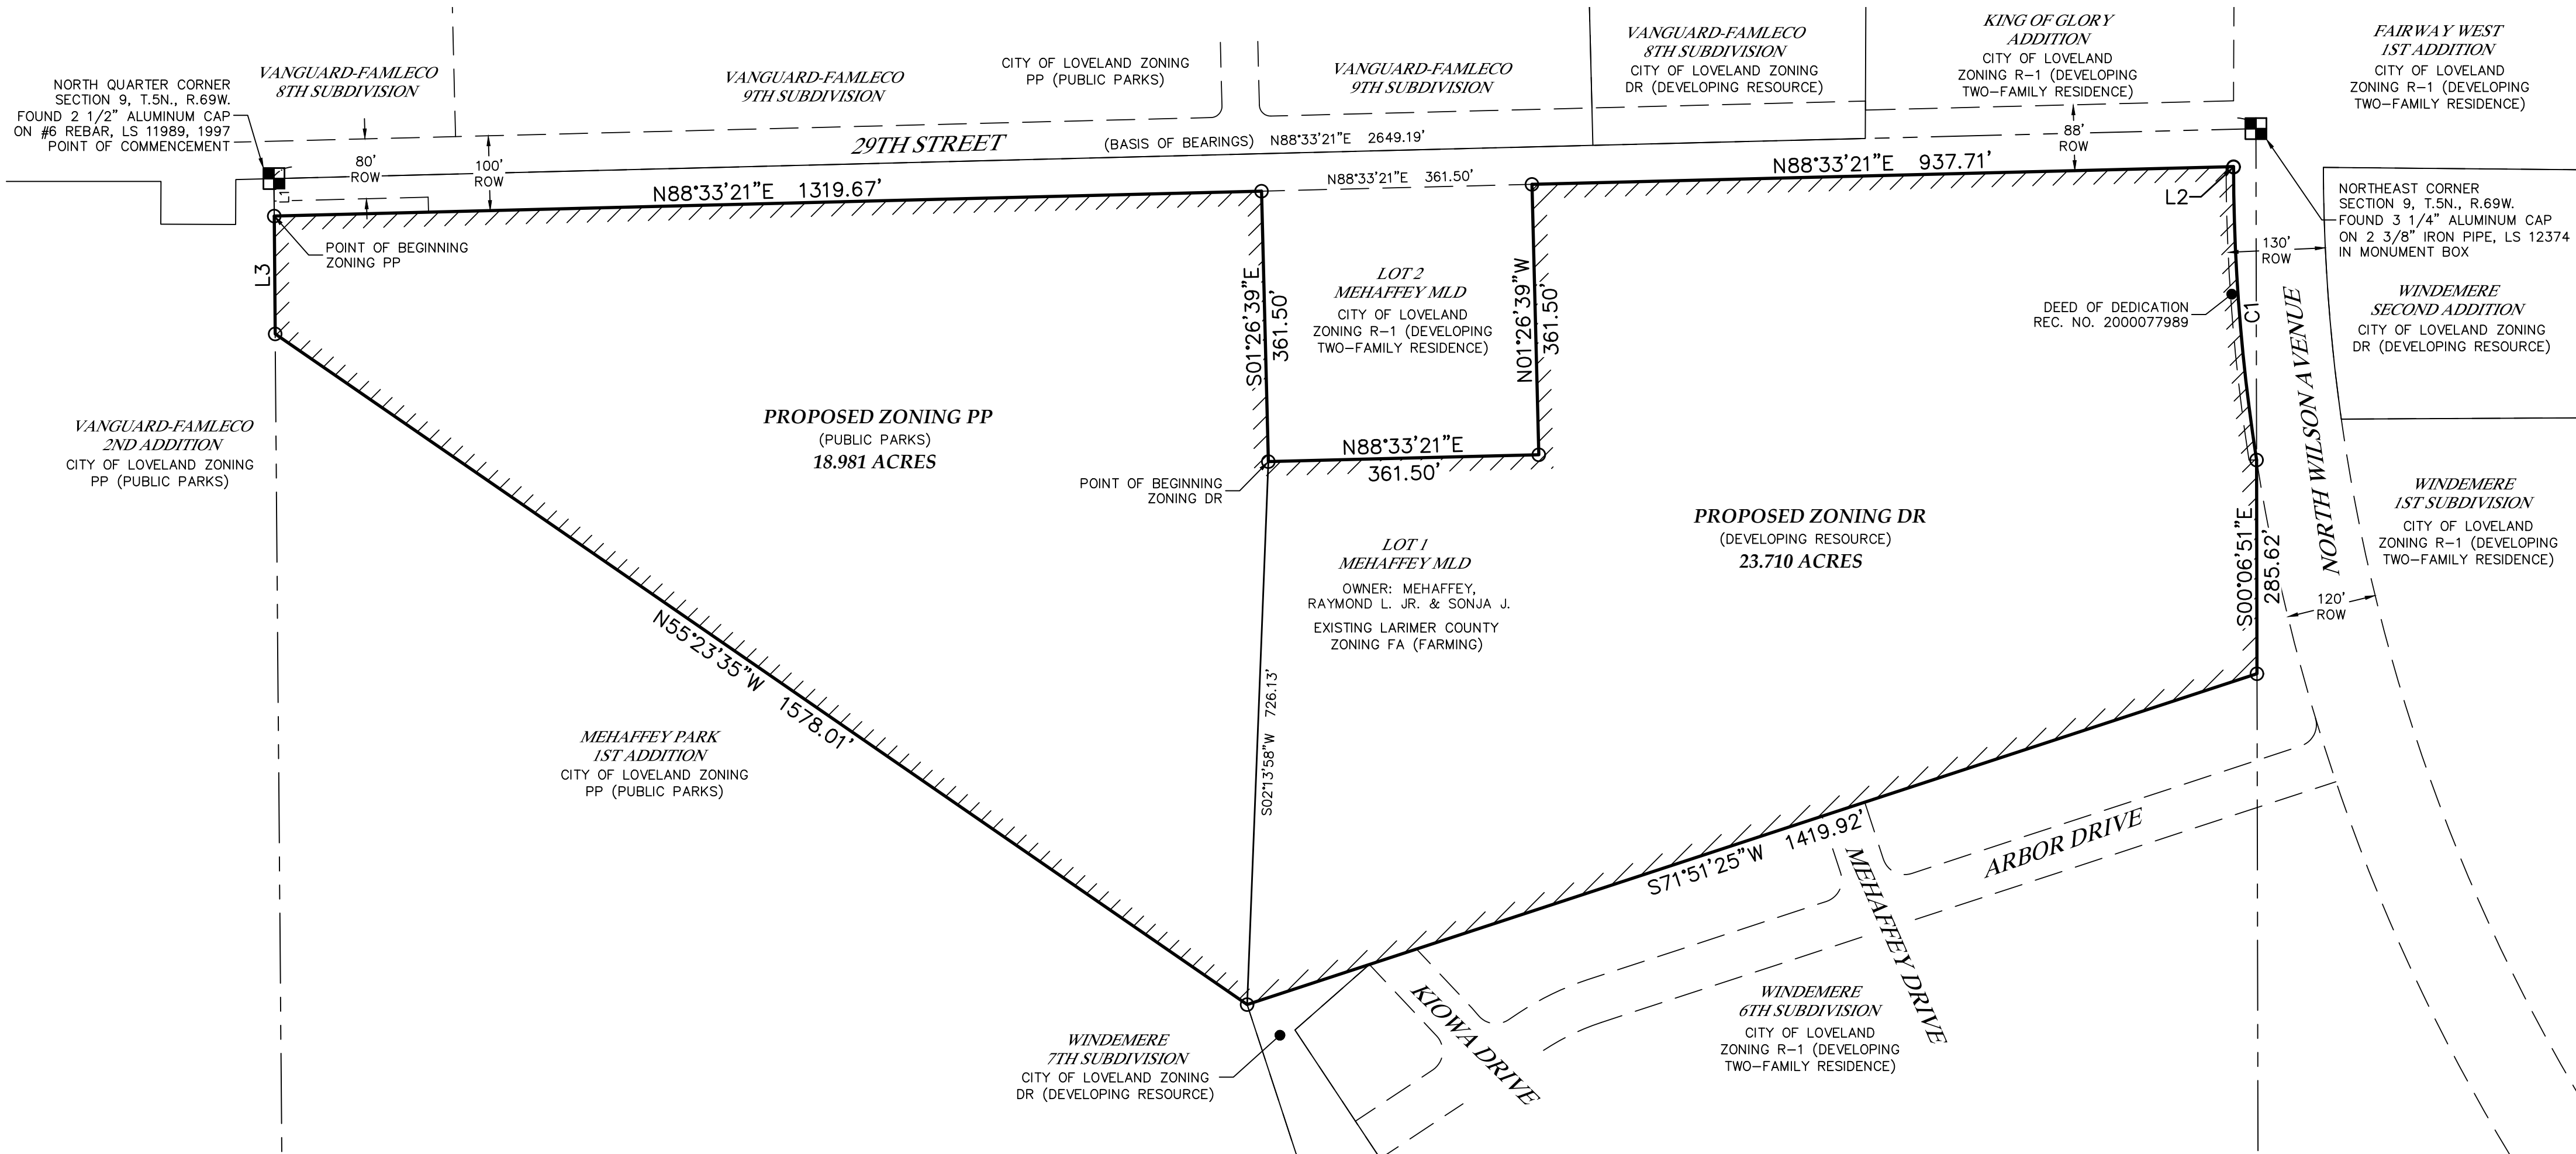 NORTH QUARTER CORNER
SECTION 9, T.5N., R.69W.
FOUND 2 1/2" ALUMINUM CAP
ON #6 REBAR, LS 11989, 1997
POINT OF COMMENCEMENT
VANGUARD-FAMLECO
8TH SUBDIVISION
VANGUARD-FAMLECO
9TH SUBDIVISION
CITY OF LOVELAND ZONING
PP (PUBLIC PARKS)
VANGUARD-FAMLECO
9TH SUBDIVISION
VANGUARD-FAMLECO
8TH SUBDIVISION
CITY OF LOVELAND ZONING
DR (DEVELOPING RESOURCE)
KING OF GLORY
ADDITION
CITY OF LOVELAND
ZONING R-1 (DEVELOPING
TWO-FAMILY RESIDENCE)
FAIRWAY WEST
1ST ADDITION
CITY OF LOVELAND
ZONING R-1 (DEVELOPING
TWO-FAMILY RESIDENCE)
80'
ROW
100'
ROW
29TH STREET
(BASIS OF BEARINGS) N88°33'21"E 2649.19'
88'
ROW
L1
N88°33'21"E 1319.67'
N88°33'21"E 361.50'
N88°33'21"E 937.71'
L2
NORTHEAST CORNER
SECTION 9, T.5N., R.69W.
FOUND 3 1/4" ALUMINUM CAP
ON 2 3/8" IRON PIPE, LS 12374
IN MONUMENT BOX
POINT OF BEGINNING
ZONING PP
L3
130'
ROW
S01°26'39"E
361.50'
LOT 2
MEHAFFEY MLD
CITY OF LOVELAND
ZONING R-1 (DEVELOPING
TWO-FAMILY RESIDENCE)
N01°26'39"W
361.50'
DEED OF DEDICATION
REC. NO. 2000077989
C1
NORTH WILSON AVENUE
WINDEMERE
SECOND ADDITION
CITY OF LOVELAND ZONING
DR (DEVELOPING RESOURCE)
VANGUARD-FAMLECO
2ND ADDITION
CITY OF LOVELAND ZONING
PP (PUBLIC PARKS)
PROPOSED ZONING PP
(PUBLIC PARKS)
18.981 ACRES
N88°33'21"E
361.50'
POINT OF BEGINNING
ZONING DR
PROPOSED ZONING DR
(DEVELOPING RESOURCE)
23.710 ACRES
WINDEMERE
1ST SUBDIVISION
CITY OF LOVELAND
ZONING R-1 (DEVELOPING
TWO-FAMILY RESIDENCE)
LOT 1
MEHAFFEY MLD
OWNER: MEHAFFEY,
RAYMOND L. JR. & SONJA J.
EXISTING LARIMER COUNTY
ZONING FA (FARMING)
S00°06'51"E
285.62'
120'
ROW
N55°23'35"W 1578.01'
S02°13'58"W 726.13'
MEHAFFEY PARK
1ST ADDITION
CITY OF LOVELAND ZONING
PP (PUBLIC PARKS)
S71°51'25"W 1419.92'
ARBOR DRIVE
MEHAFFEY DRIVE
KIOWA DRIVE
WINDEMERE
6TH SUBDIVISION
CITY OF LOVELAND
ZONING R-1 (DEVELOPING
TWO-FAMILY RESIDENCE)
WINDEMERE
7TH SUBDIVISION
CITY OF LOVELAND ZONING
DR (DEVELOPING RESOURCE)